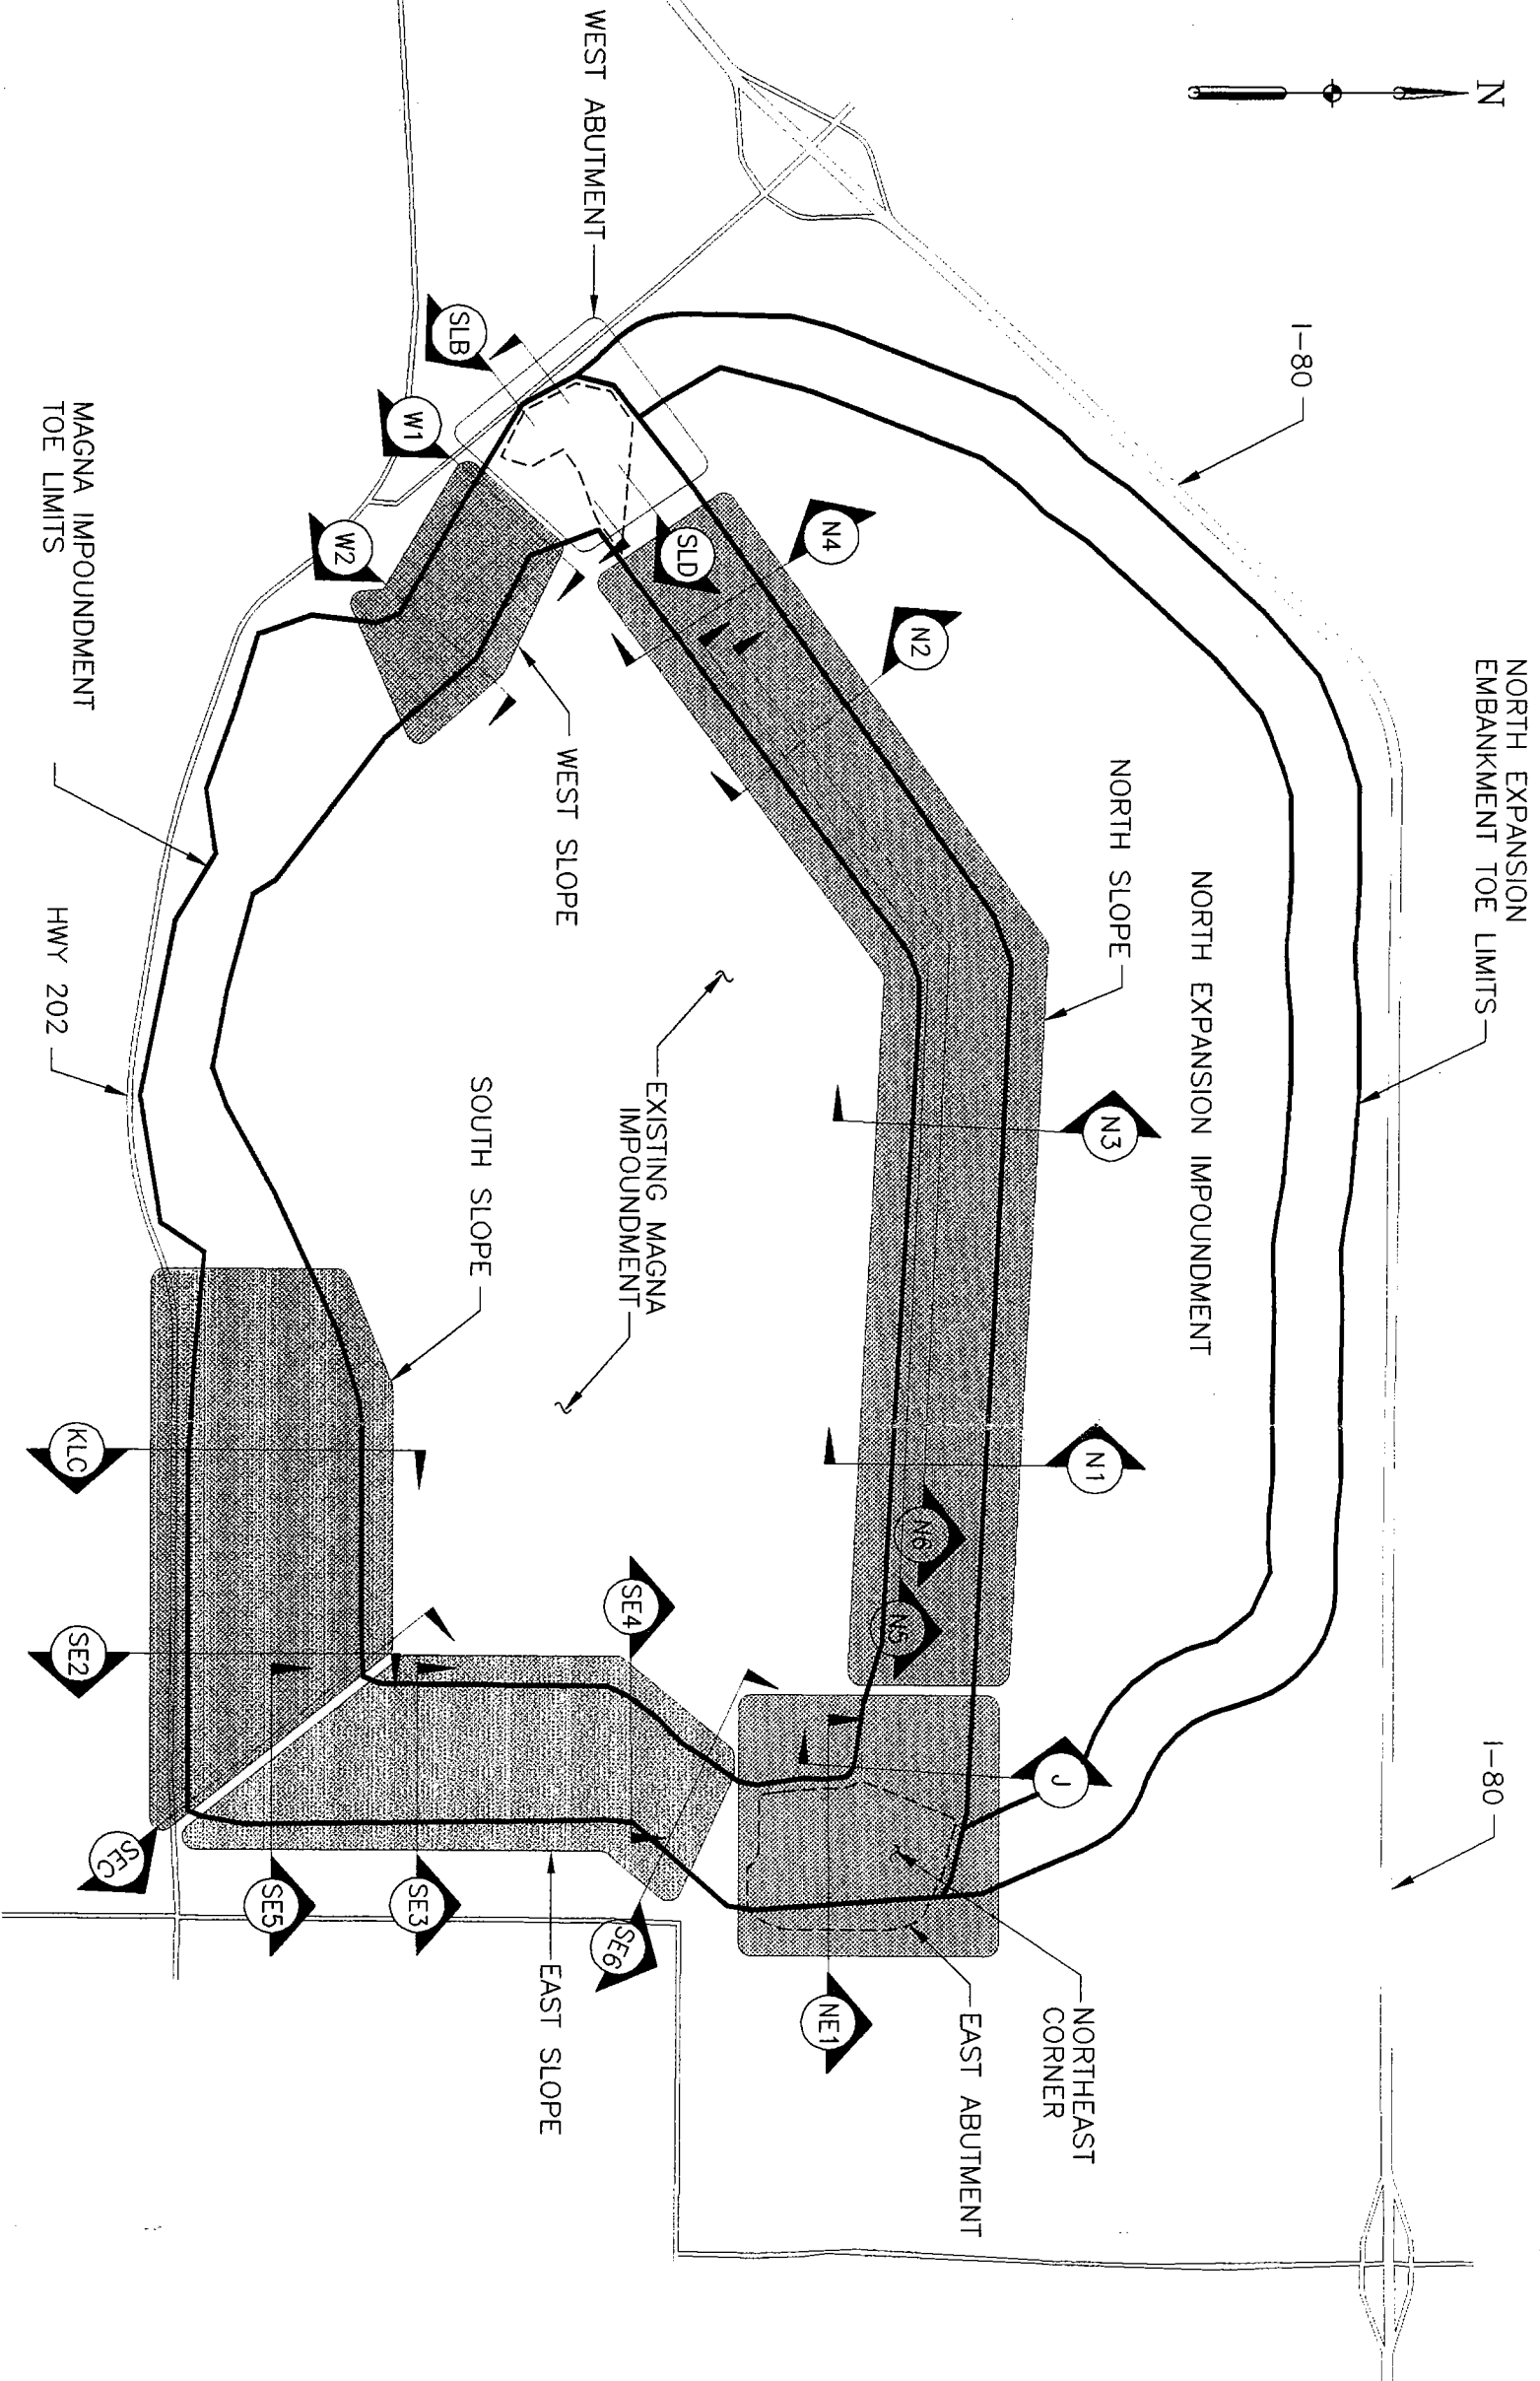 N
NORTH EXPANSION
EMBANKMENT TOE LIMITS
I-80
I-80
NORTH EXPANSION IMPOUNDMENT
NORTH SLOPE
N3
N1
J
NORTHEAST
CORNER
EAST ABUTMENT
N2
N4
N6
N5
NE1
WEST ABUTMENT
SLD
EXISTING MAGNA
IMPOUNDMENT
SE4
SE6
WEST SLOPE
EAST SLOPE
SLB
W1
W2
SOUTH SLOPE
SE3
SE5
SEC
MAGNA IMPOUNDMENT
TOE LIMITS
HWY 202
KLC
SE2